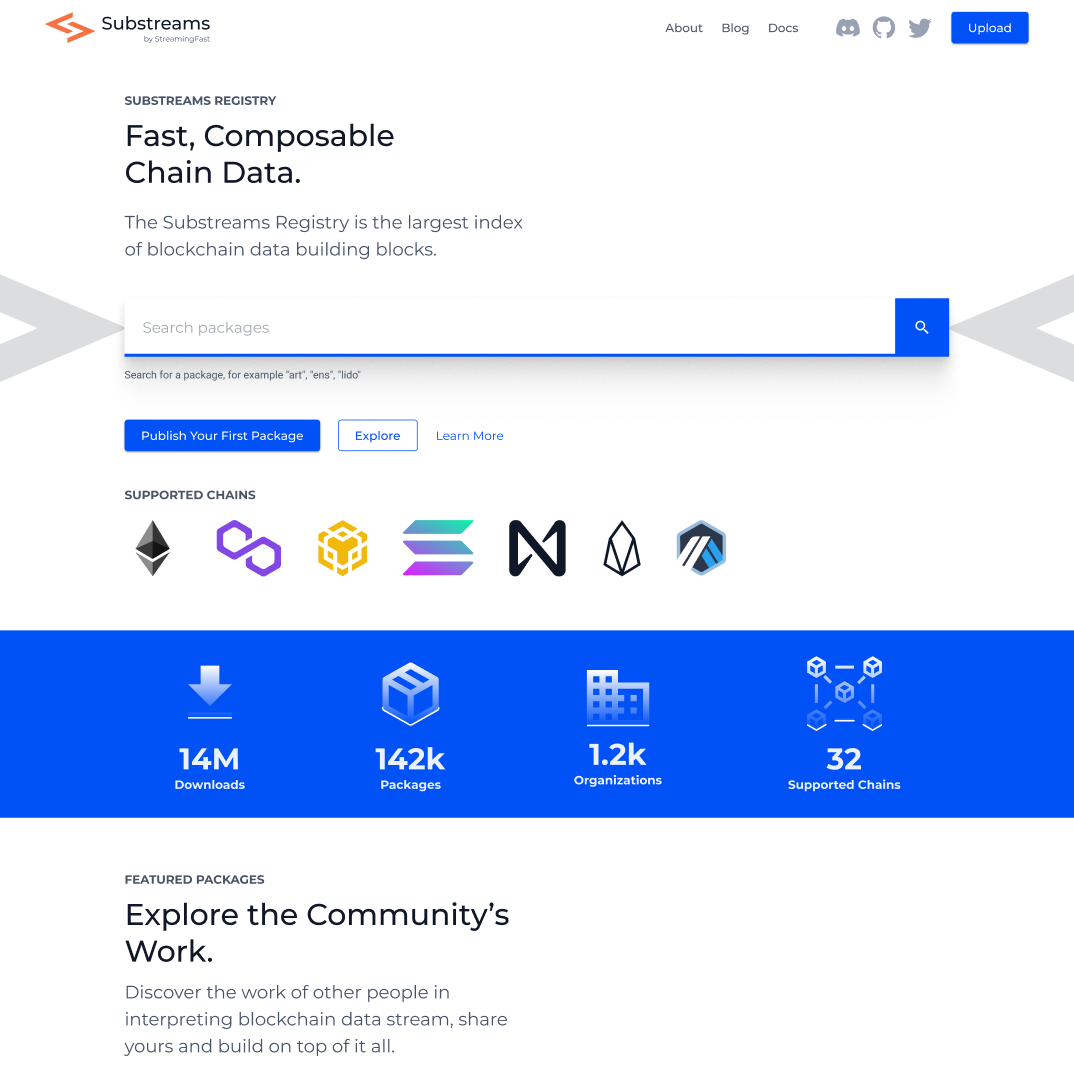 Substreams
by StreamingFast
About
Blog
Docs
Upload
SUBSTREAMS REGISTRY
Fast, Composable
Chain Data.
The Substreams Registry is the largest index
of blockchain data building blocks.
Search packages
Search for a package, for example "art", "ens", "lido"
Publish Your First Package
Explore
Learn More
SUPPORTED CHAINS
14M
Downloads
142k
Packages
1.2k
Organizations
32
Supported Chains
FEATURED PACKAGES
Explore the Community’s
Work.
Discover the work of other people in
interpreting blockchain data stream, share
yours and build on top of it all.